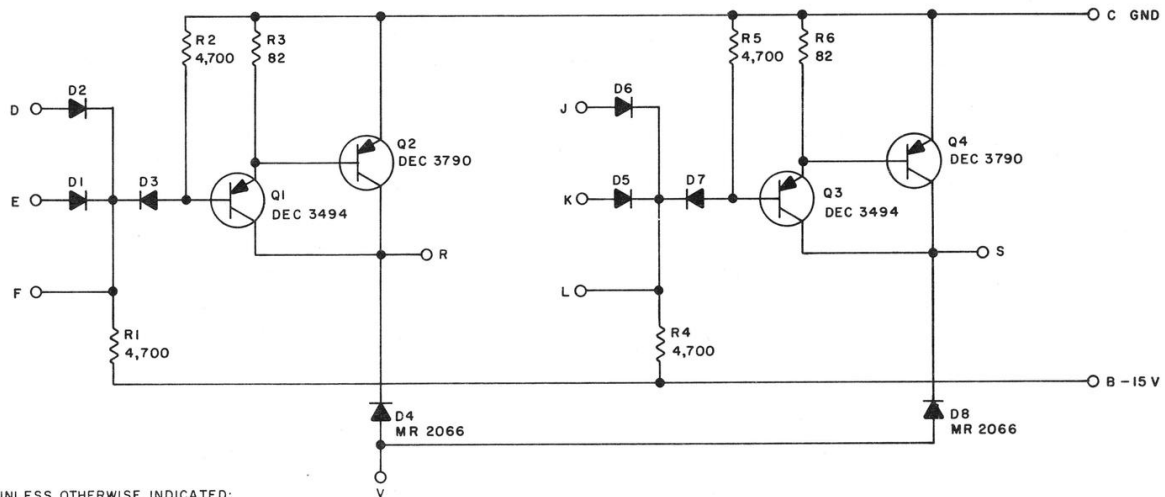 C GND
R2
4,700
R3
82
R5
4,700
R6
82
D2
D
D6
J
Q2
DEC 3790
Q4
DEC 3790
D1
E
D3
Q1
DEC 3494
D5
K
D7
Q3
DEC 3494
R
S
F
L
R1
4,700
R4
4,700
B -15V
D4
MR 2066
D8
MR 2066
V
UNLESS OTHERWISE INDICATED: